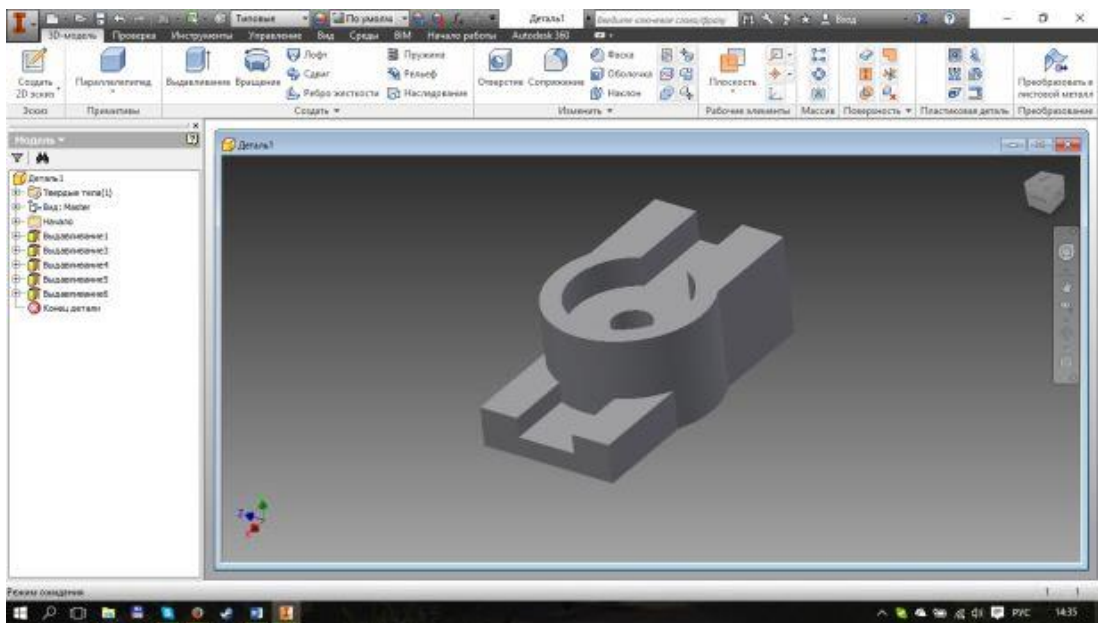 Типовые По умолч Деталь1 Введите ключевое слово/фразу Вход
3D-модель Проверка Инструменты Управление Вид Среды BIM Начало работы Autodesk 360
Создать 2D эскиз
Параллелепипед
Выдавливание Вращение
Лофт
Сдвиг
Ребро жесткости
Пружина
Рельеф
Наследование
Отверстие Сопряжение
Фаска
Оболочка
Наклон
Плоскость
Преобразовать в листовой металл
Эскиз Примитивы Создать Изменить Рабочие элементы Массив Поверхность Пластмассовая деталь Преобразование
Модель
Деталь1
Твердые тела(1)
Вид: Master
Начало
Выдавливание1
Выдавливание3
Выдавливание4
Выдавливание5
Выдавливание6
Конец детали
Деталь1
Z
X
Режим ожидания 1 1
РУС 14:35